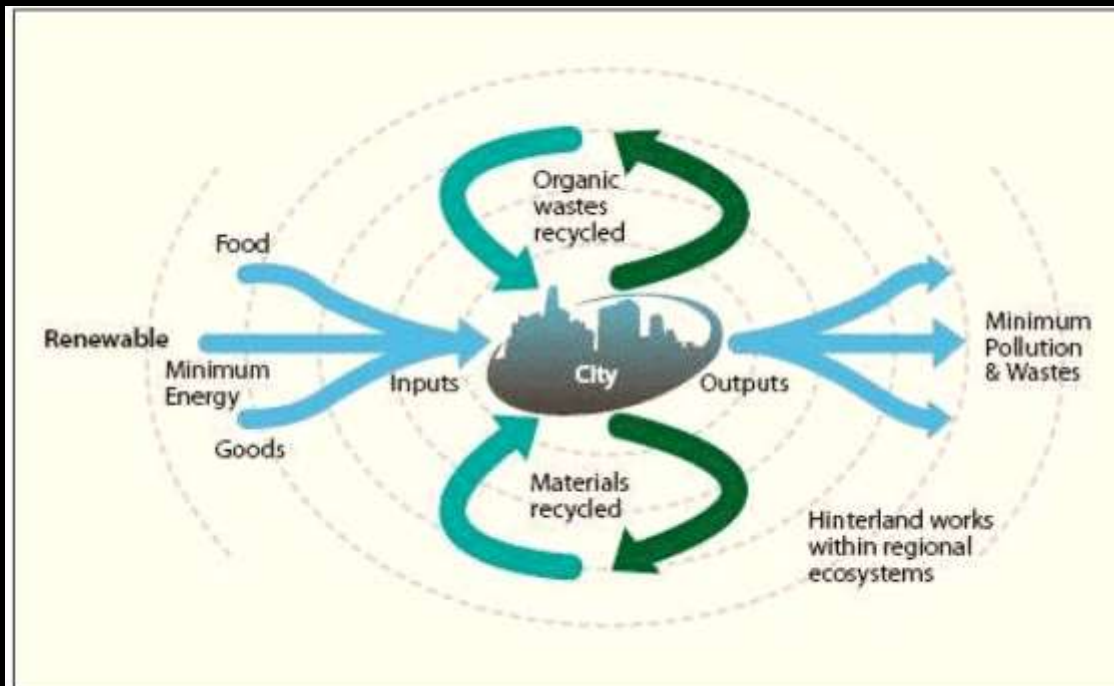 Organic
wastes
recycled
Food
Renewable
Minimum
Energy
Goods
Inputs
City
Outputs
Minimum
Pollution
& Wastes
Materials
recycled
Hinterland works
within regional
ecosystems